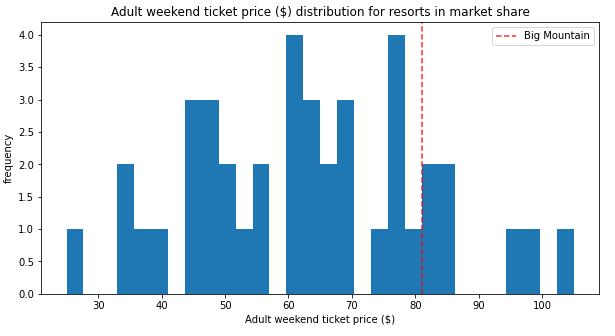 Adult weekend ticket price ($) distribution for resorts in market share
Big Mountain
frequency
4.0
3.5
3.0
2.5
2.0
1.5
1.0
0.5
0.0
30 40 50 60 70 80 90 100
Adult weekend ticket price ($)